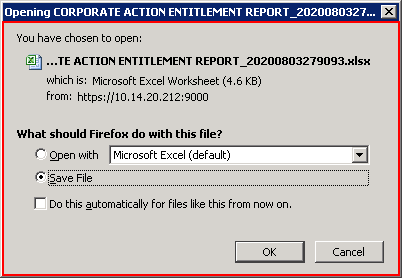 Opening CORPORATE ACTION ENTITLEMENT REPORT_2020080327...
You have chosen to open:
...TE ACTION ENTITLEMENT REPORT_20200803279093.xlsx
which is: Microsoft Excel Worksheet (4.6 KB)
from: https://10.14.20.212:9000
What should Firefox do with this file?
Open with Microsoft Excel (default)
Save File
Do this automatically for files like this from now on.
OK Cancel